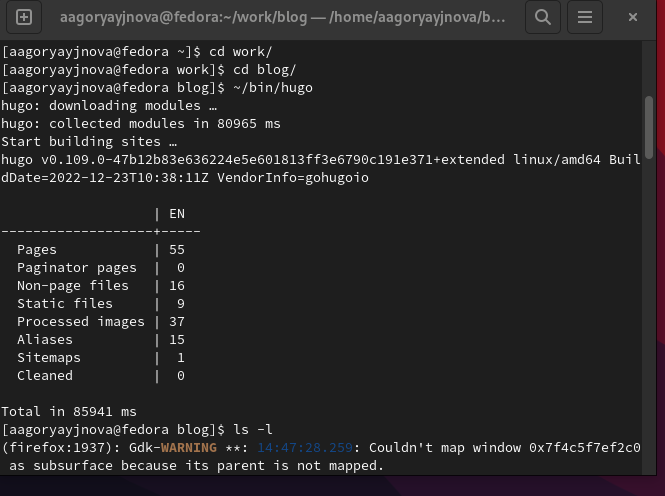 aagoryayjnova@fedora:~/work/blog — /home/aagoryayjnova/b…
[aagoryayjnova@fedora ~]$ cd work/
[aagoryayjnova@fedora work]$ cd blog/
[aagoryayjnova@fedora blog]$ ~/bin/hugo
hugo: downloading modules …
hugo: collected modules in 80965 ms
Start building sites …
hugo v0.109.0-47b12b83e636224e5e601813ff3e6790c191e371+extended linux/amd64 Buil
dDate=2022-12-23T10:38:11Z VendorInfo=gohugoio
                   | EN
-------------------+-----
  Pages            | 55
  Paginator pages  |  0
  Non-page files   | 16
  Static files     |  9
  Processed images | 37
  Aliases          | 15
  Sitemaps         |  1
  Cleaned          |  0
Total in 85941 ms
[aagoryayjnova@fedora blog]$ ls -l
(firefox:1937): Gdk-WARNING **: 14:47:28.259: Couldn't map window 0x7f4c5f7ef2c0
 as subsurface because its parent is not mapped.